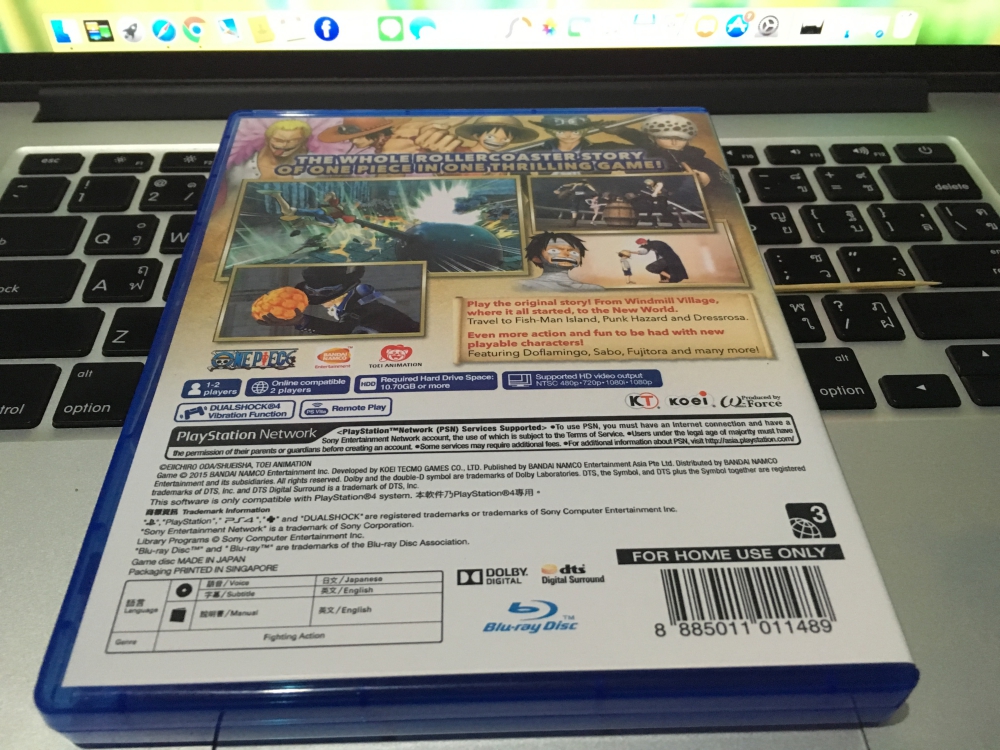 THE WHOLE ROLLERCOASTER STORY
OF ONE PIECE IN ONE THRILLING GAME!
Play the original story! From Windmill Village,
where it all started, to the New World.
Travel to Fish-Man Island, Punk Hazard and Dressrosa.
Even more action and fun to be had with new
playable characters!
Featuring Doflamingo, Sabo, Fujitora and many more!
ONE PIECE
BANDAI NAMCO Entertainment
TOEI ANIMATION
1-2 players
Online compatible 2 players
HDD Required Hard Drive Space: 10.70GB or more
Supported HD video output NTSC 480p・720p・1080i・1080p
DUALSHOCK®4 Vibration Function
PS Vita Remote Play
KT KOEI Produced by ω-Force
PlayStation Network
<PlayStation™Network (PSN) Services Supported> ●To use PSN, you must have an Internet connection and have a
Sony Entertainment Network account, the use of which is subject to the Terms of Service. ●Users under the legal age of majority must have
the permission of their parents or guardians before creating an account. ●Some services may require additional fees. ●For additional information about PSN, visit http://asia.playstation.com/
©EIICHIRO ODA/SHUEISHA, TOEI ANIMATION
Game © 2015 BANDAI NAMCO Entertainment Inc. Developed by KOEI TECMO GAMES CO., LTD. Published by BANDAI NAMCO Entertainment Asia Pte Ltd. Distributed by BANDAI NAMCO
Entertainment and its subsidiaries. All rights reserved. Dolby and the double-D symbol are trademarks of Dolby Laboratories. DTS, the Symbol, and DTS plus the Symbol together are registered
trademarks of DTS, Inc. and DTS Digital Surround is a trademark of DTS, Inc.
This software is only compatible with PlayStation®4 system. 本軟件乃PlayStation®4專用。
商標資訊 Trademark Information
", "PlayStation", "PS4", " and "DUALSHOCK" are registered trademarks or trademarks of Sony Computer Entertainment Inc.
"Sony Entertainment Network" is a trademark of Sony Corporation.
Library Programs © Sony Computer Entertainment Inc.
"Blu-ray Disc™" and "Blu-ray™" are trademarks of the Blu-ray Disc Association.
Game disc MADE IN JAPAN
Packaging PRINTED IN SINGAPORE
語言 Language
語音/Voice 日文/Japanese
字幕/Subtitle 英文/English
說明書/Manual 英文/English
Genre Fighting Action
DOLBY DIGITAL
dts Digital Surround
Blu-ray Disc™
3
FOR HOME USE ONLY
8 885011 011489
esc
F1
F2
F10
F11
F12
delete
Q
W
A
Z
alt
option
alt
option